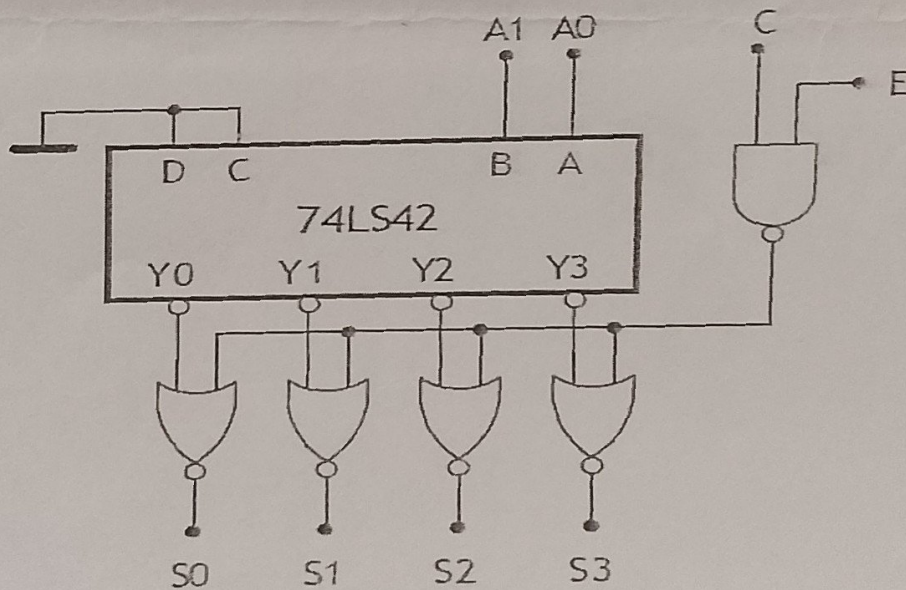 A1 A0 C
E
D C B A
74LS42
Y0 Y1 Y2 Y3
S0 S1 S2 S3